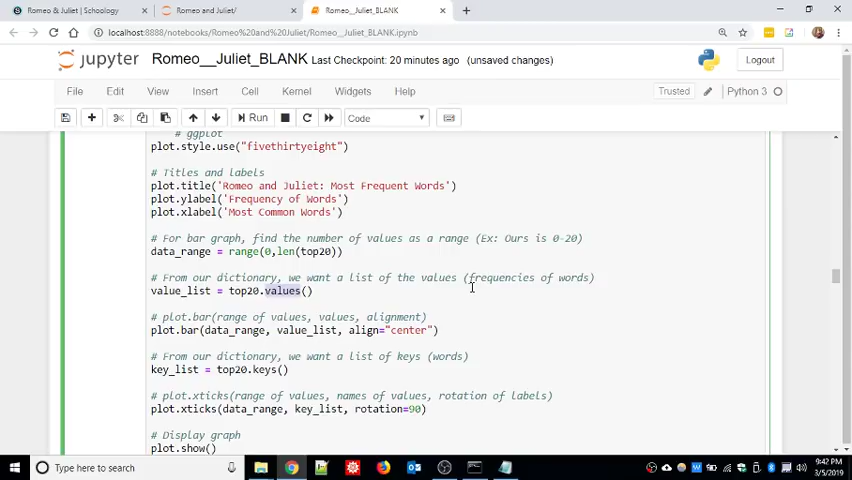 Romeo & Juliet | Schoology
Romeo and Juliet/
Romeo__Juliet_BLANK
localhost:8888/notebooks/Romeo%20and%20Juliet/Romeo__Juliet_BLANK.ipynb
jupyter Romeo__Juliet_BLANK Last Checkpoint: 20 minutes ago (unsaved changes) Logout
File Edit View Insert Cell Kernel Widgets Help Trusted Python 3
Run Code
# ggplot
plot.style.use("fivethirtyeight")
# Titles and labels
plot.title('Romeo and Juliet: Most Frequent Words')
plot.ylabel('Frequency of Words')
plot.xlabel('Most Common Words')
# For bar graph, find the number of values as a range (Ex: Ours is 0-20)
data_range = range(0,len(top20))
# From our dictionary, we want a list of the values (frequencies of words)
value_list = top20.values()
# plot.bar(range of values, values, alignment)
plot.bar(data_range, value_list, align="center")
# From our dictionary, we want a list of keys (words)
key_list = top20.keys()
# plot.xticks(range of values, names of values, rotation of labels)
plot.xticks(data_range, key_list, rotation=90)
# Display graph
plot.show()
Type here to search
9:42 PM
3/5/2019